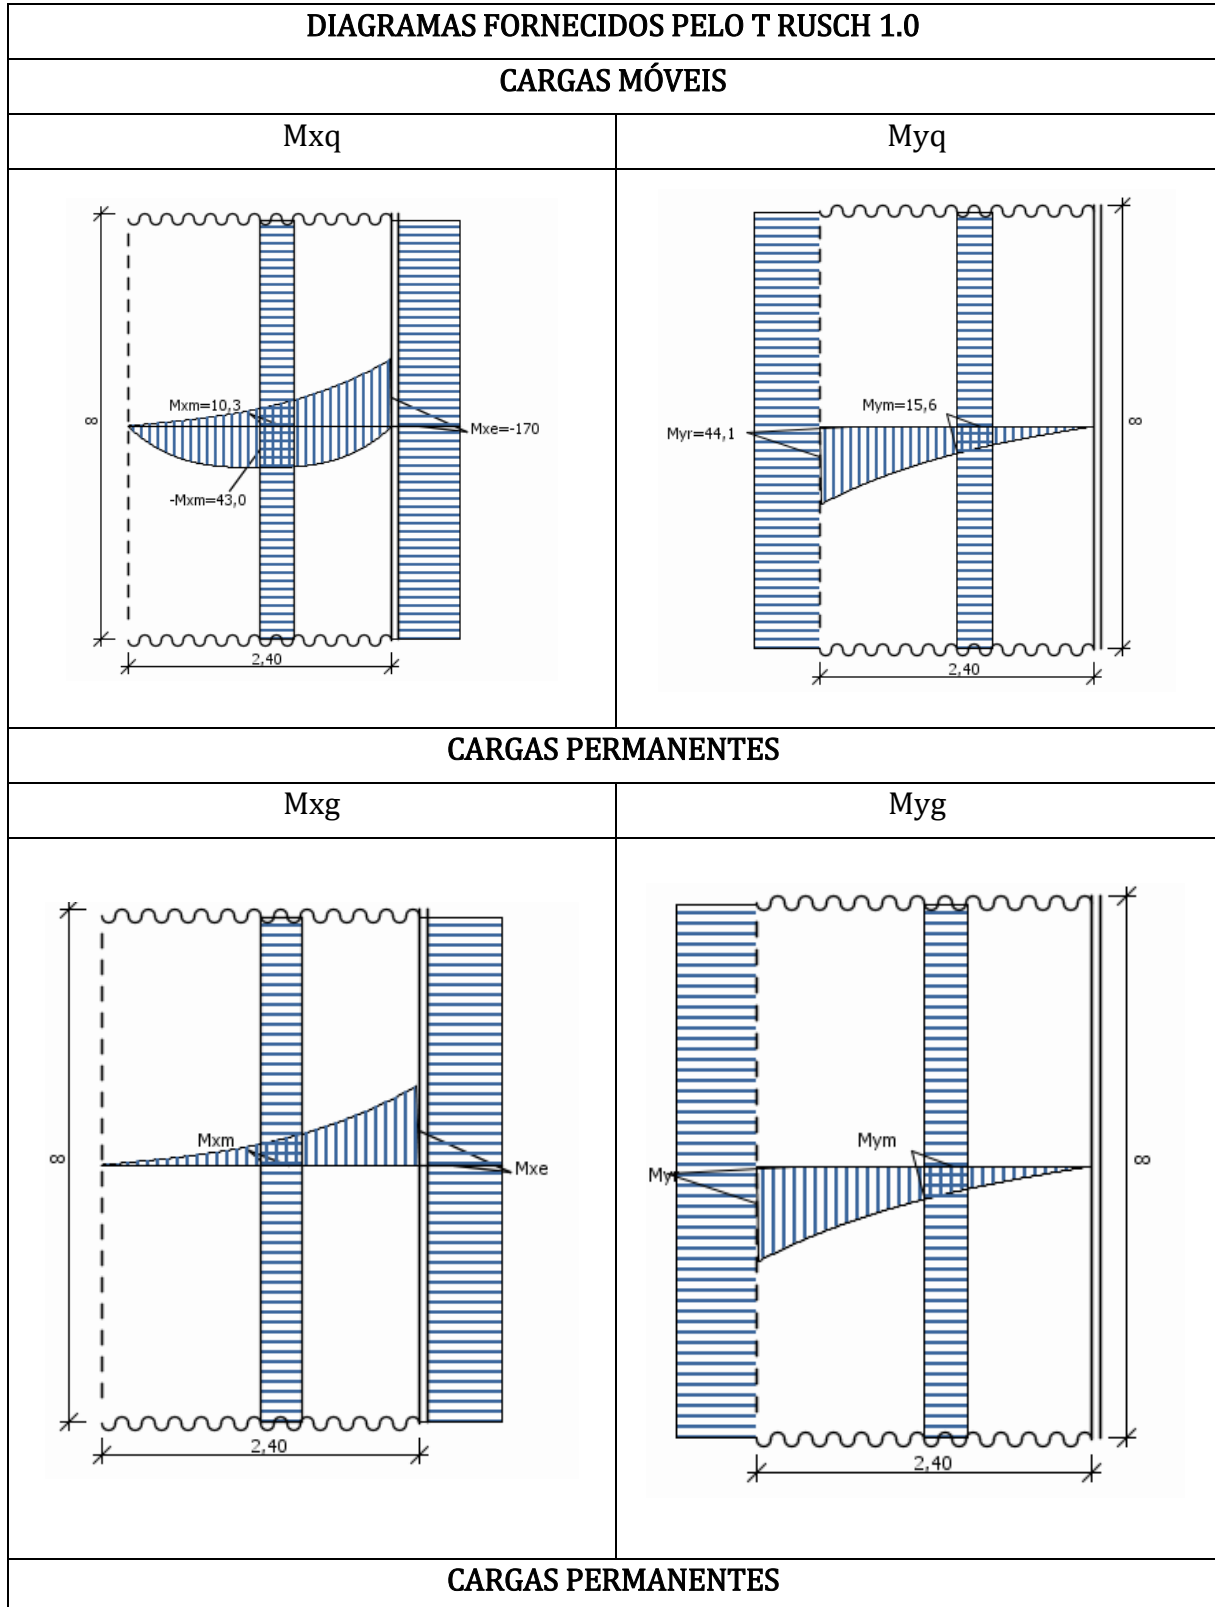 DIAGRAMAS FORNECIDOS PELO T RUSCH 1.0
CARGAS MÓVEIS
Mxq
Myq
Mxm=10,3
∞
Mxe=-170
-Mxm=43,0
2,40
Mym=15,6
Myr=44,1
∞
2,40
CARGAS PERMANENTES
Mxg
Myg
Mxm
∞
Mxe
2,40
Mym
Myr
∞
2,40
CARGAS PERMANENTES